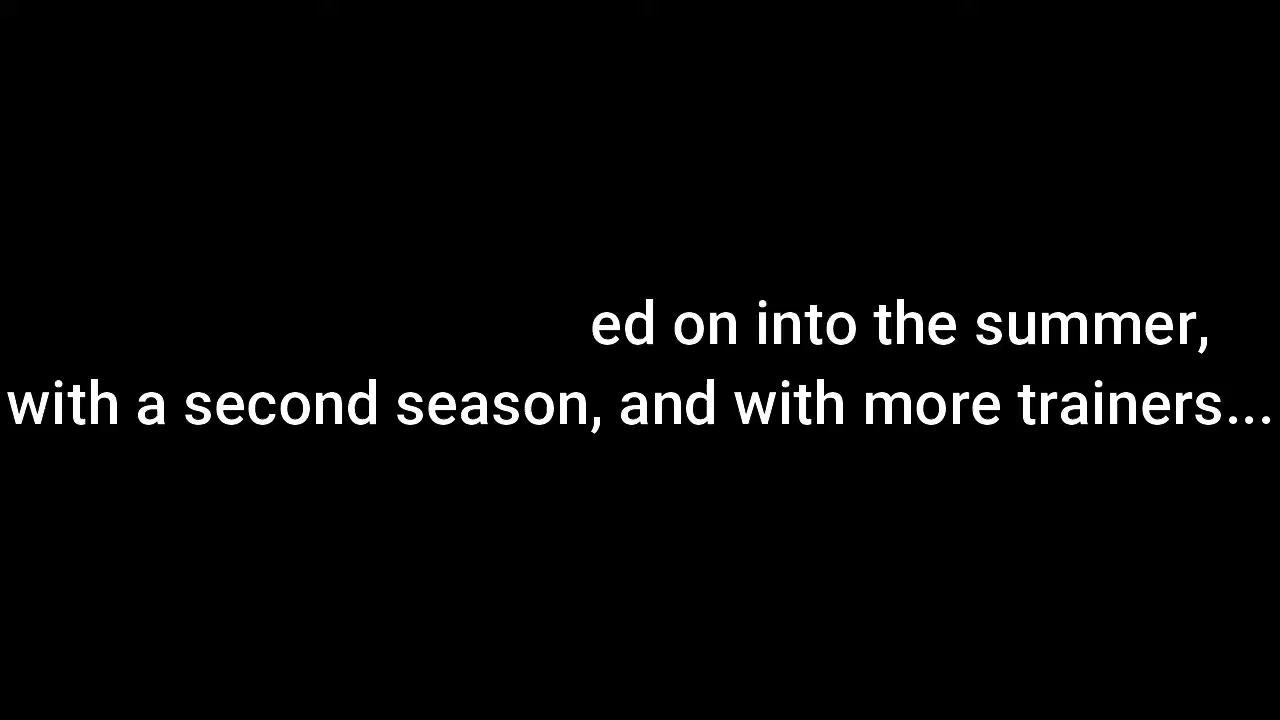 ed on into the summer,
with a second season, and with more trainers...